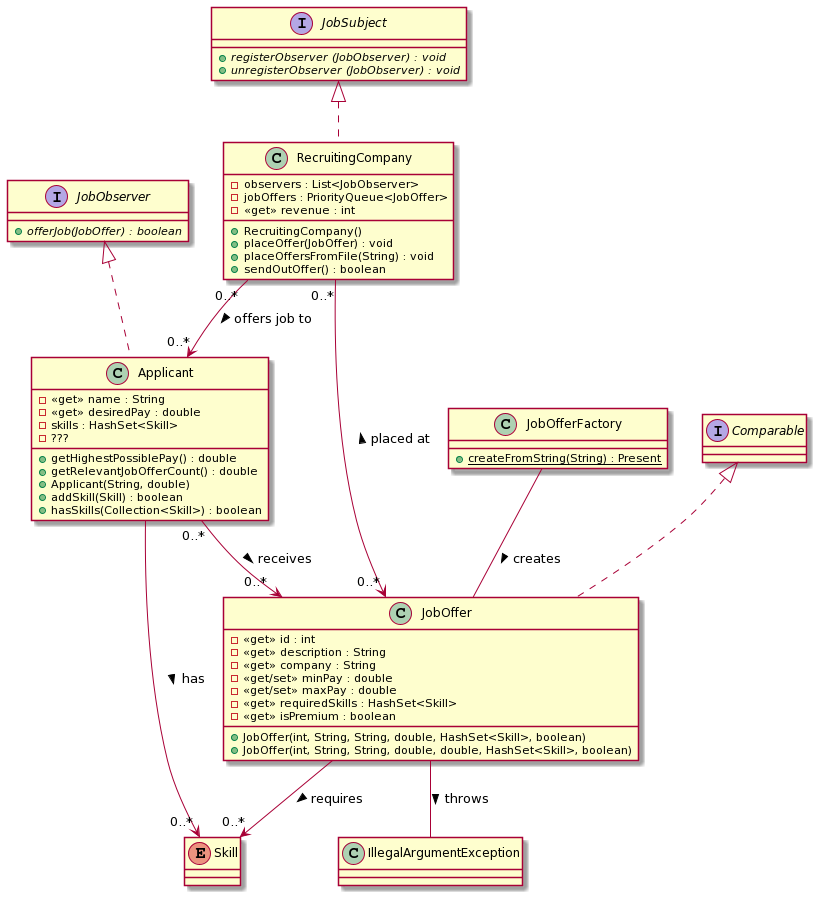 I JobSubject
registerObserver (JobObserver) : void
unregisterObserver (JobObserver) : void
C RecruitingCompany
observers : List<JobObserver>
jobOffers : PriorityQueue<JobOffer>
«get» revenue : int
RecruitingCompany()
placeOffer(JobOffer) : void
placeOffersFromFile(String) : void
sendOutOffer() : boolean
I JobObserver
offerJob(JobOffer) : boolean
0..*
0..*
offers job to
0..*
C Applicant
«get» name : String
«get» desiredPay : double
skills : HashSet<Skill>
???
getHighestPossiblePay() : double
getRelevantJobOfferCount() : double
Applicant(String, double)
addSkill(Skill) : boolean
hasSkills(Collection<Skill>) : boolean
placed at
C JobOfferFactory
createFromString(String) : Present
I Comparable
0..*
receives
creates
0..*
0..*
C JobOffer
«get» id : int
«get» description : String
«get» company : String
«get/set» minPay : double
«get/set» maxPay : double
«get» requiredSkills : HashSet<Skill>
«get» isPremium : boolean
JobOffer(int, String, String, double, HashSet<Skill>, boolean)
JobOffer(int, String, String, double, double, HashSet<Skill>, boolean)
has
requires
throws
0..*
0..*
E Skill
C IllegalArgumentException